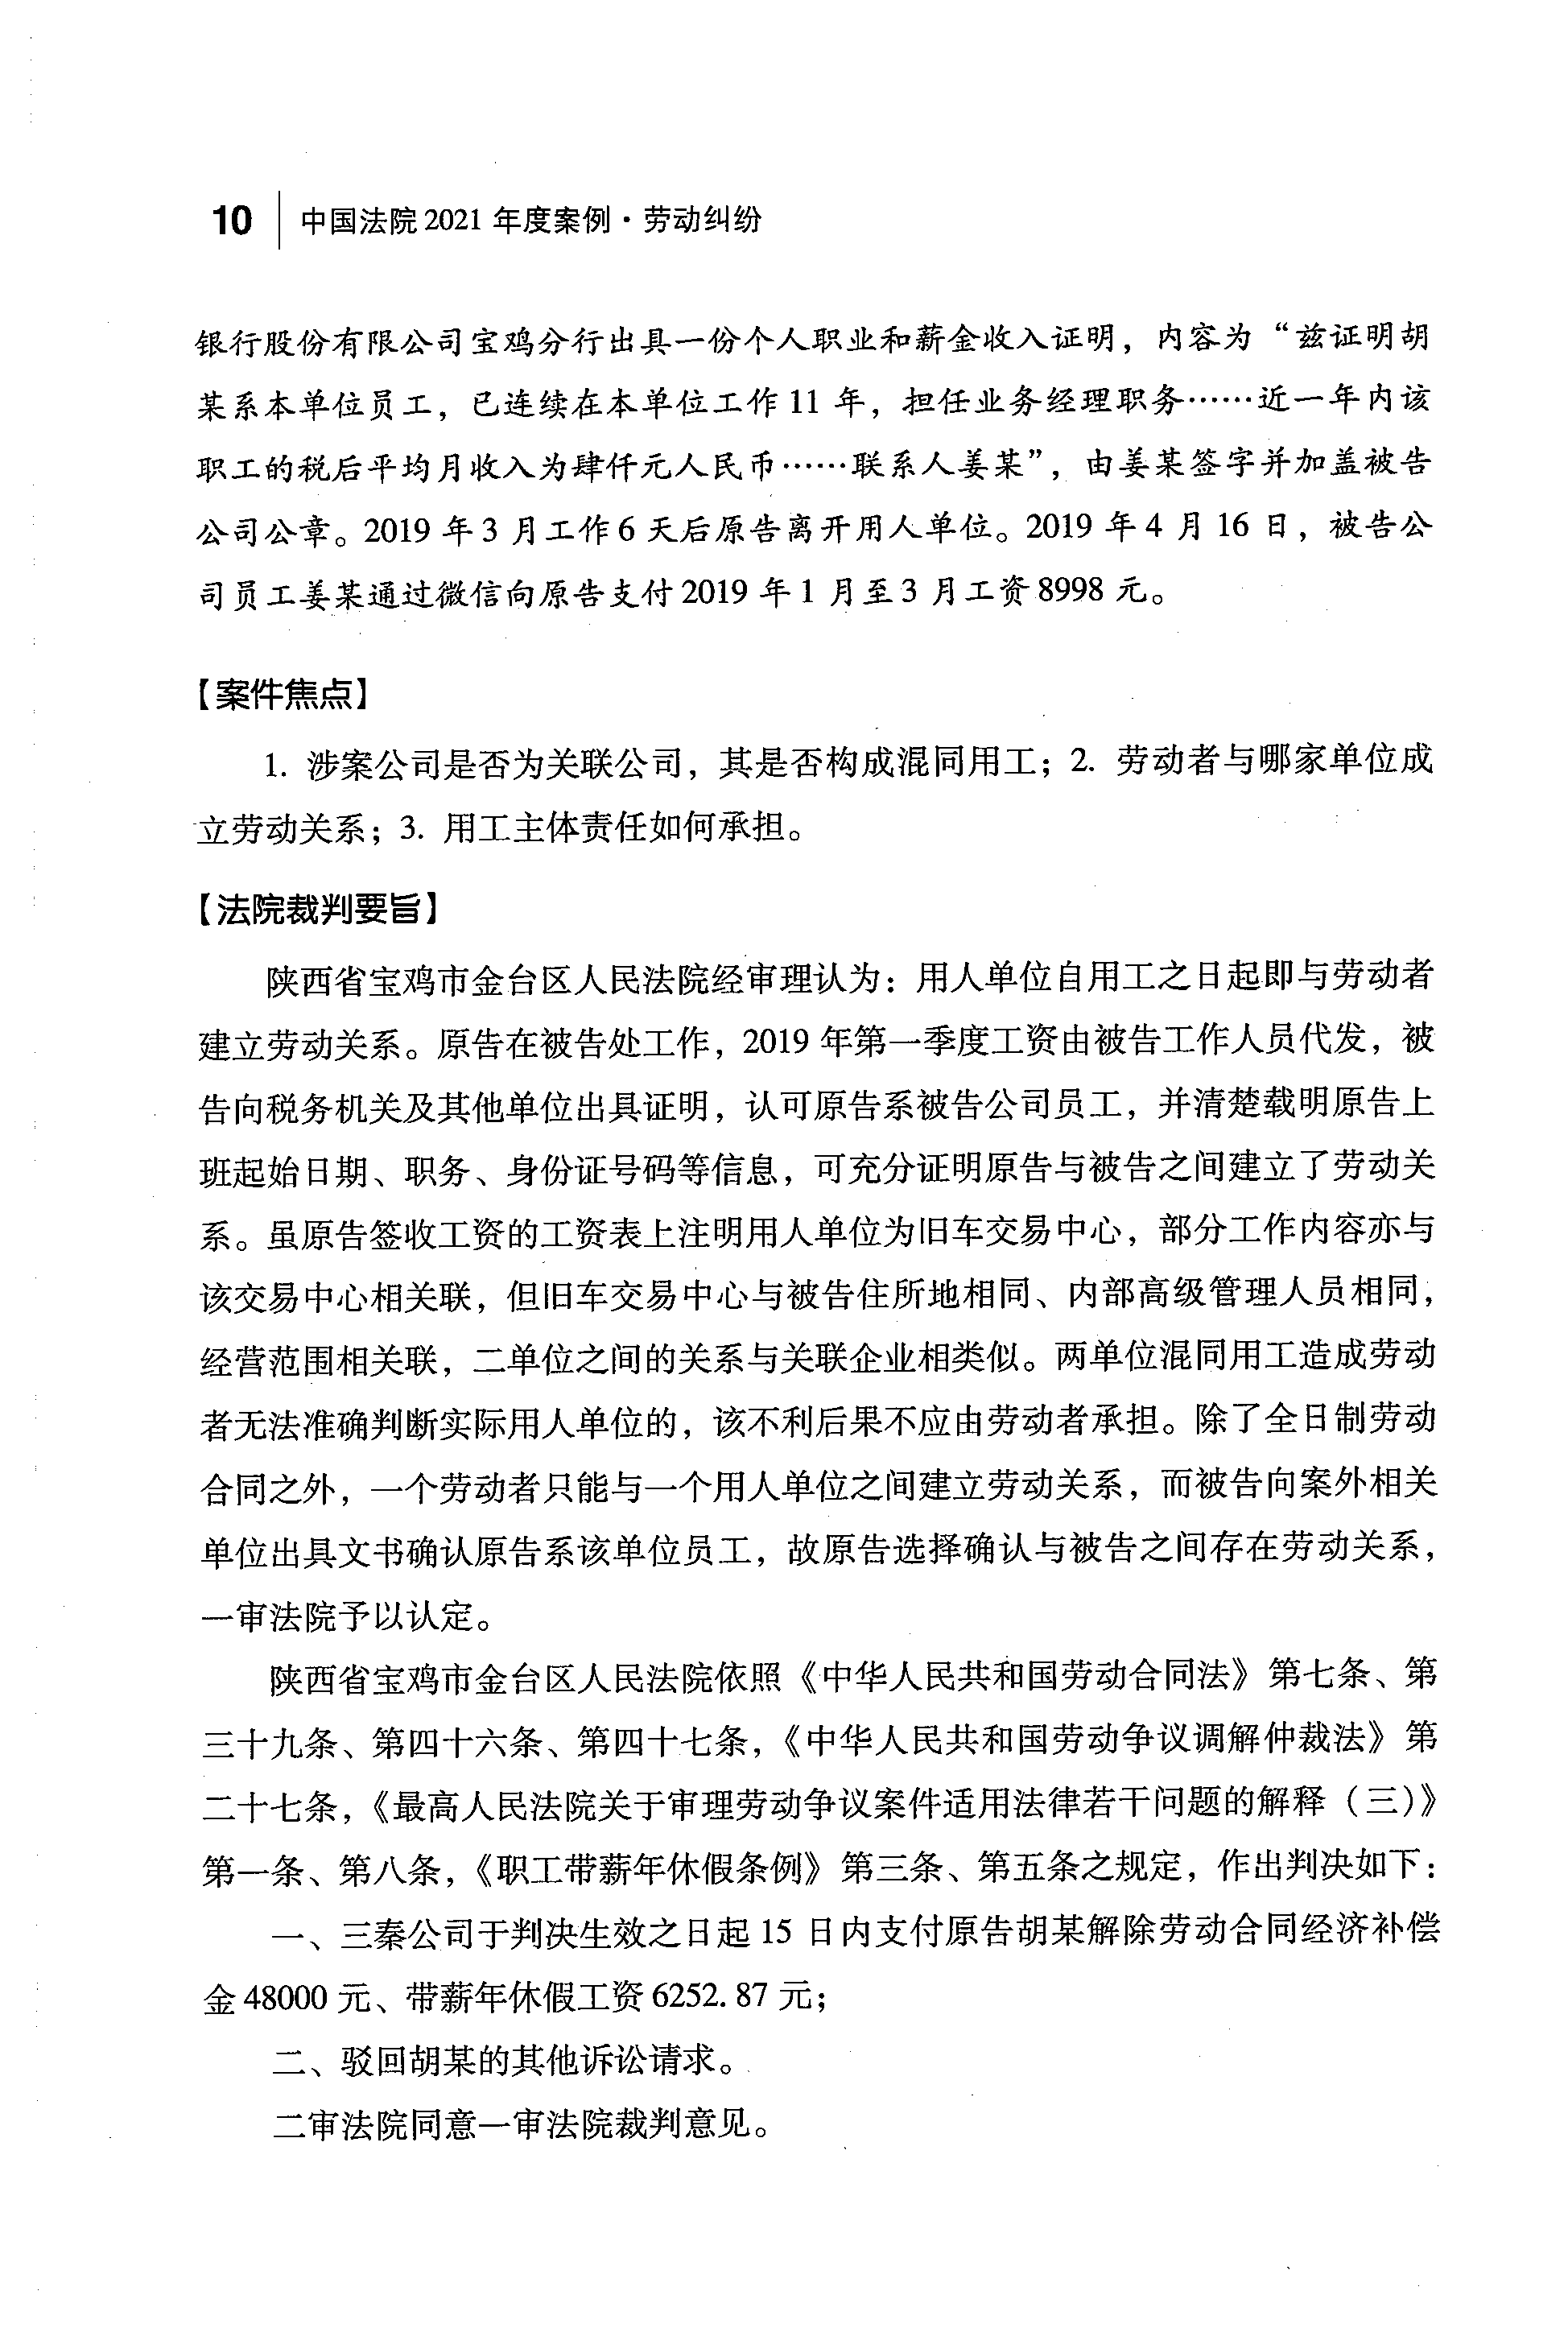 10 中国法院2021年度案例·劳动纠纷
银行股份有限公司宝鸡分行出具一份个人职业和薪金收入证明，内容为“兹证明胡
某系本单位员工，已连续在本单位工作11年，担任业务经理职务……近一年内该
职工的税后平均月收入为肆仟元人民币……联系人姜某”，由姜某签字并加盖被告
公司公章。2019年3月工作6天后原告离开用人单位。2019年4月16日，被告公
司员工姜某通过微信向原告支付2019年1月至3月工资8998元。
【案件焦点】
1. 涉案公司是否为关联公司，其是否构成混同用工；2. 劳动者与哪家单位成
立劳动关系；3. 用工主体责任如何承担。
【法院裁判要旨】
陕西省宝鸡市金台区人民法院经审理认为：用人单位自用工之日起即与劳动者
建立劳动关系。原告在被告处工作，2019年第一季度工资由被告工作人员代发，被
告向税务机关及其他单位出具证明，认可原告系被告公司员工，并清楚载明原告上
班起始日期、职务、身份证号码等信息，可充分证明原告与被告之间建立了劳动关
系。虽原告签收工资的工资表上注明用人单位为旧车交易中心，部分工作内容亦与
该交易中心相关联，但旧车交易中心与被告住所地相同、内部高级管理人员相同，
经营范围相关联，二单位之间的关系与关联企业相类似。两单位混同用工造成劳动
者无法准确判断实际用人单位的，该不利后果不应由劳动者承担。除了全日制劳动
合同之外，一个劳动者只能与一个用人单位之间建立劳动关系，而被告向案外相关
单位出具文书确认原告系该单位员工，故原告选择确认与被告之间存在劳动关系，
一审法院予以认定。
陕西省宝鸡市金台区人民法院依照《中华人民共和国劳动合同法》第七条、第
三十九条、第四十六条、第四十七条，《中华人民共和国劳动争议调解仲裁法》第
二十七条，《最高人民法院关于审理劳动争议案件适用法律若干问题的解释（三）》
第一条、第八条，《职工带薪年休假条例》第三条、第五条之规定，作出判决如下：
一、三秦公司于判决生效之日起15日内支付原告胡某解除劳动合同经济补偿
金48000元、带薪年休假工资6252.87元；
二、驳回胡某的其他诉讼请求。
二审法院同意一审法院裁判意见。